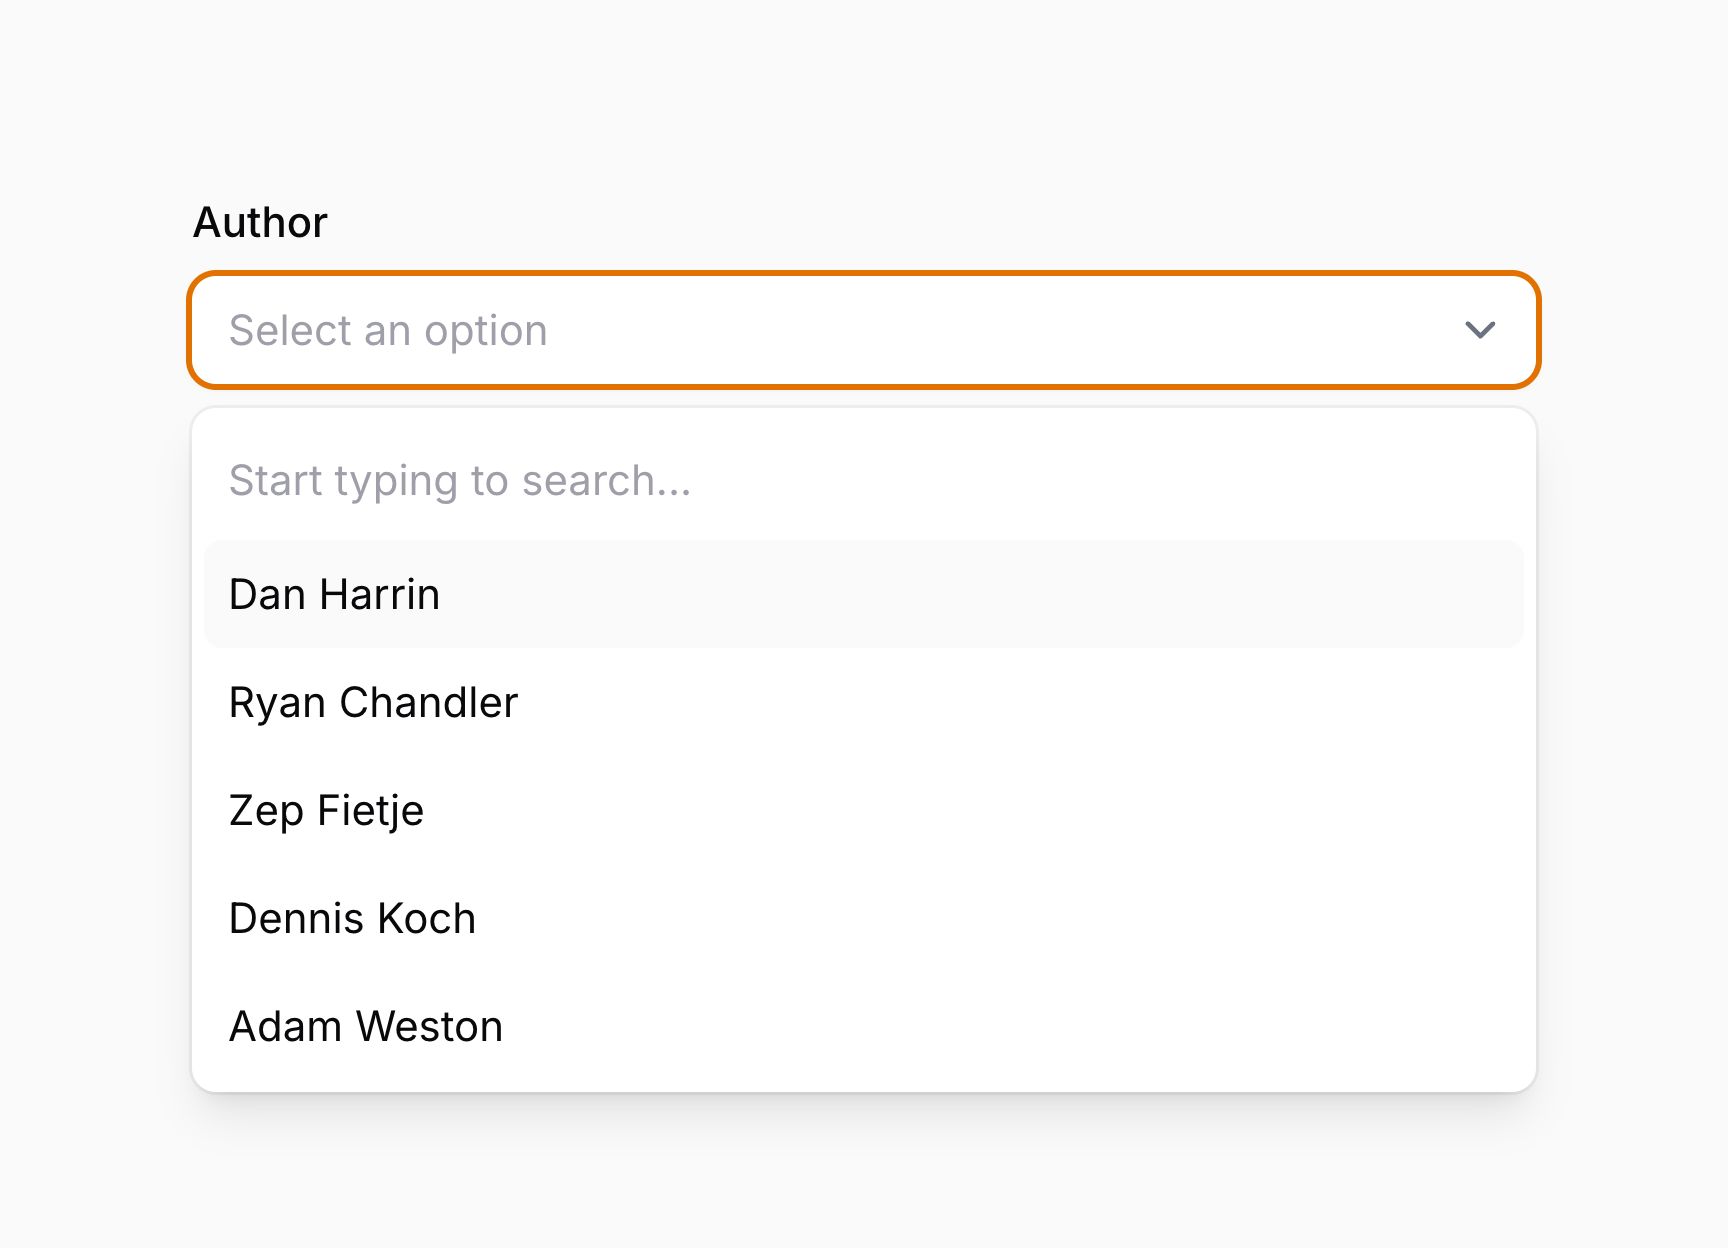 Author
Select an option
Start typing to search...
Dan Harrin
Ryan Chandler
Zep Fietje
Dennis Koch
Adam Weston